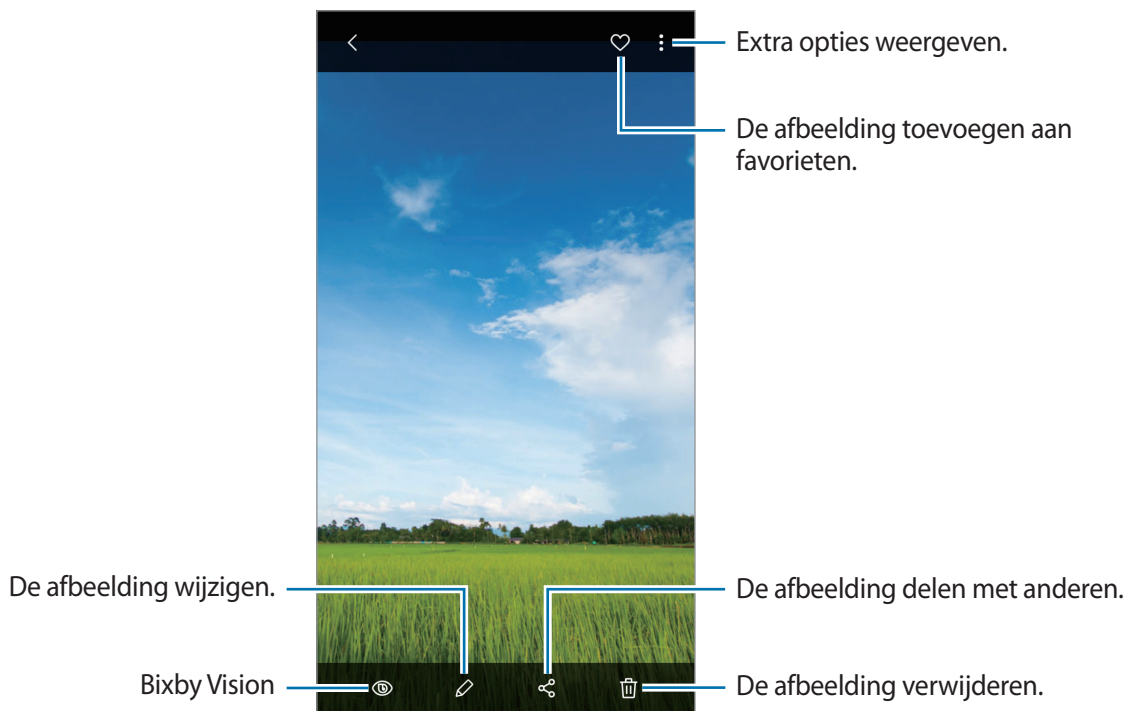 Extra opties weergeven.
De afbeelding toevoegen aan
favorieten.
De afbeelding wijzigen.
De afbeelding delen met anderen.
Bixby Vision
De afbeelding verwijderen.